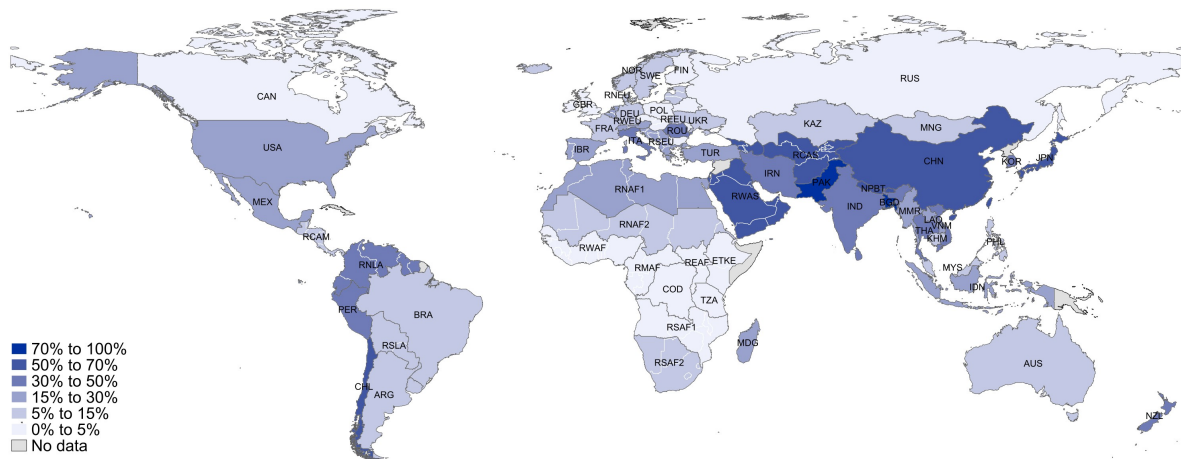 NOR
SWE
FIN
RUS
CAN
RNEU
GBR
DEU
POL
RWEU
REEU
UKR
FRA
ROU
KAZ
MNG
USA
IBR
ITA
RSEU
TUR
RCAS
CHN
KOR
JPN
IRN
PAK
NPBT
MEX
RNAF1
RWAS
IND
BGD
MMR
LAO
VNM
THA
KHM
PHL
RCAM
RNAF2
RWAF
RNLA
RMAF
REAF
ETKE
MYS
IDN
COD
TZA
PER
BRA
RSAF1
RSLA
MDG
RSAF2
AUS
CHL
ARG
NZL
70% to 100%
50% to 70%
30% to 50%
15% to 30%
5% to 15%
0% to 5%
No data